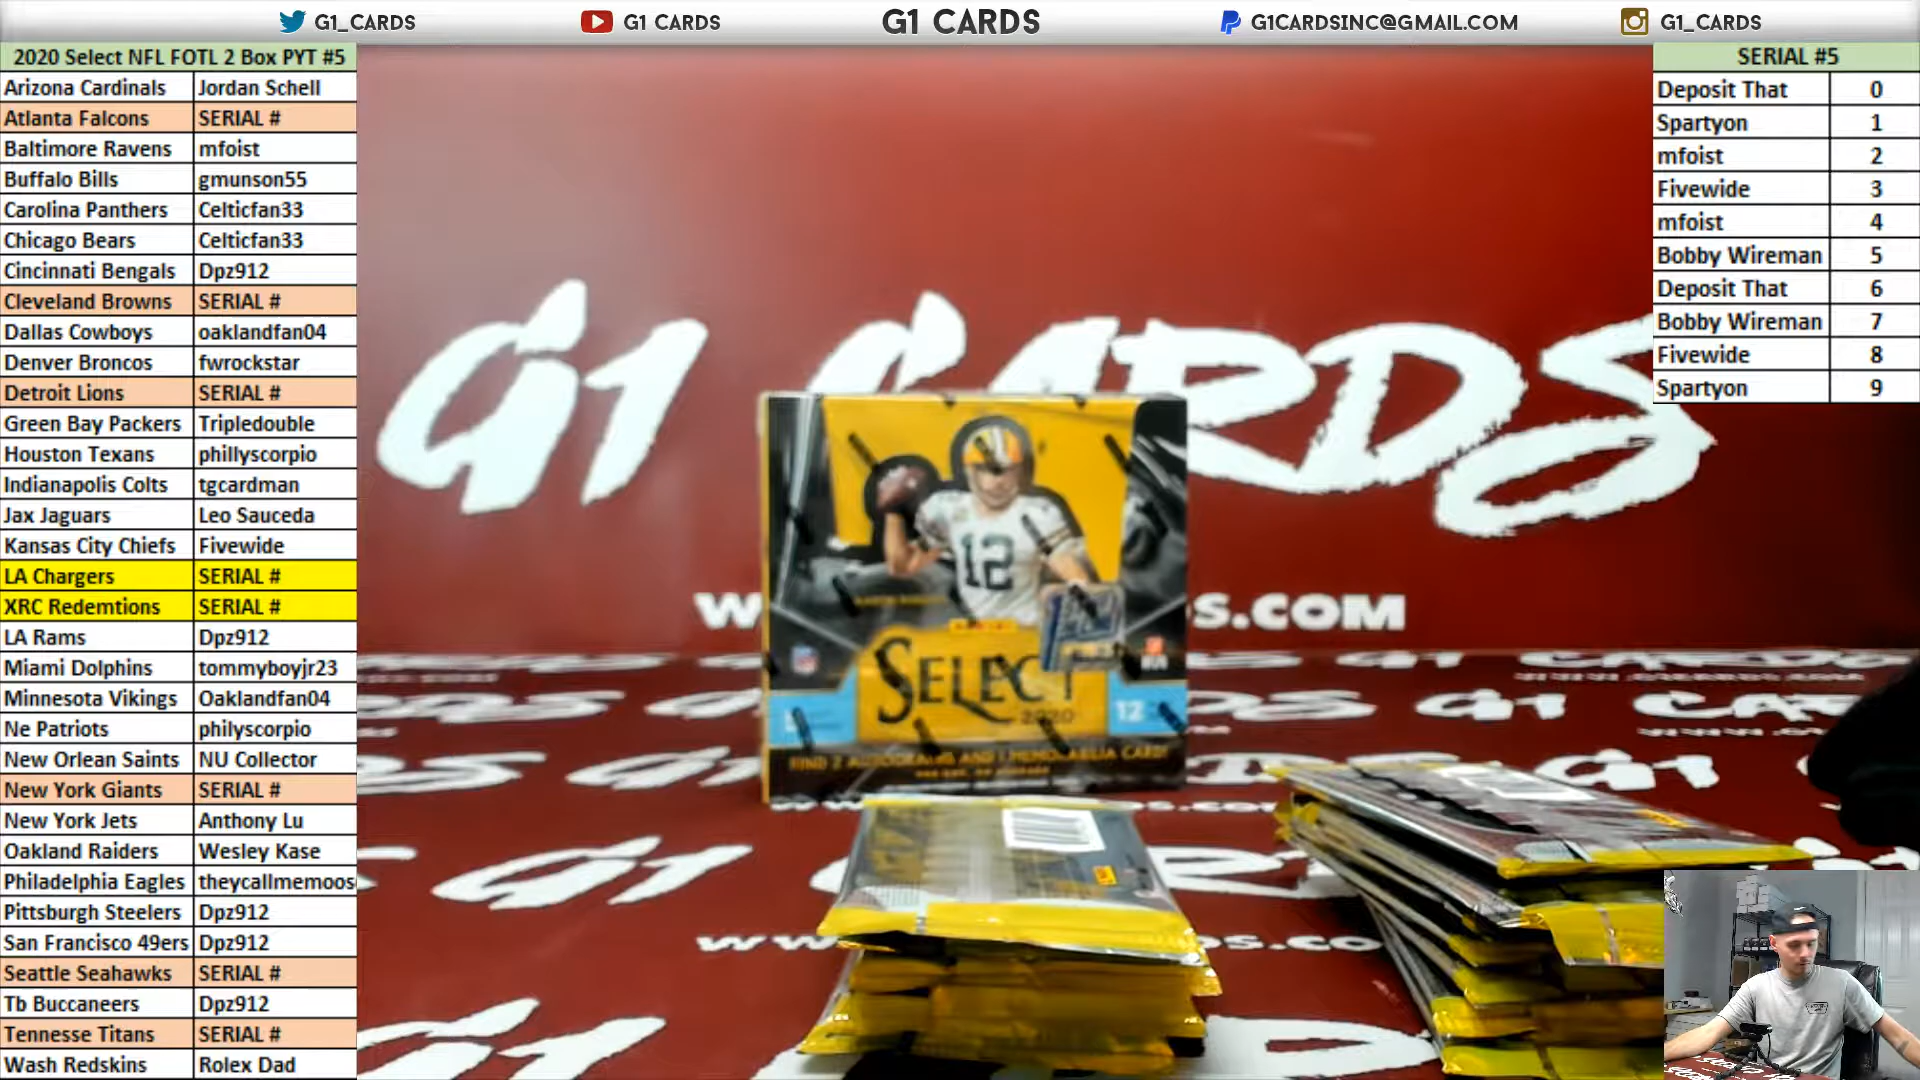 G1_CARDS
G1 CARDS
G1 CARDS
G1CARDSINC@GMAIL.COM
G1_CARDS
2020 Select NFL FOTL 2 Box PYT #5
Arizona Cardinals Jordan Schell
Atlanta Falcons SERIAL #
Baltimore Ravens mfoist
Buffalo Bills gmunson55
Carolina Panthers Celticfan33
Chicago Bears Celticfan33
Cincinnati Bengals Dpz912
Cleveland Browns SERIAL #
Dallas Cowboys oaklandfan04
Denver Broncos fwrockstar
Detroit Lions SERIAL #
Green Bay Packers Tripledouble
Houston Texans phillyscorpio
Indianapolis Colts tgcardman
Jax Jaguars Leo Sauceda
Kansas City Chiefs Fivewide
LA Chargers SERIAL #
XRC Redemtions SERIAL #
LA Rams Dpz912
Miami Dolphins tommyboyjr23
Minnesota Vikings Oaklandfan04
Ne Patriots philyscorpio
New Orlean Saints NU Collector
New York Giants SERIAL #
New York Jets Anthony Lu
Oakland Raiders Wesley Kase
Philadelphia Eagles theycallmemoos
Pittsburgh Steelers Dpz912
San Francisco 49ers Dpz912
Seattle Seahawks SERIAL #
Tb Buccaneers Dpz912
Tennesse Titans SERIAL #
Wash Redskins Rolex Dad
SERIAL #5
Deposit That 0
Spartyon 1
mfoist 2
Fivewide 3
mfoist 4
Bobby Wireman 5
Deposit That 6
Bobby Wireman 7
Fivewide 8
Spartyon 9
G1 CARDS
12
SELECT
2020
12
FIND 2 AUTOGRAPHS AND 1 MEMORABILIA CARDS